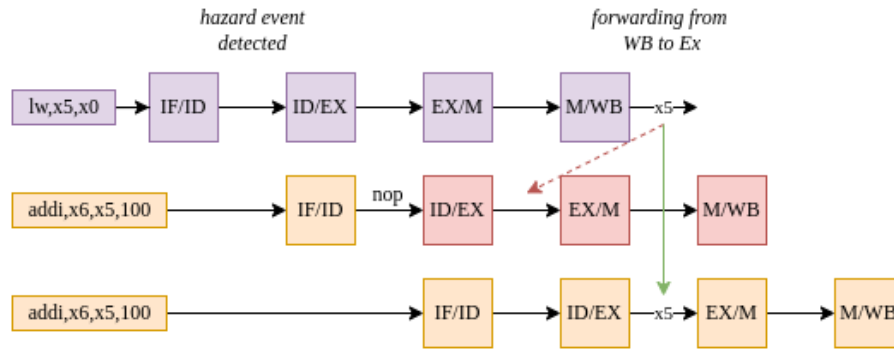 hazard event
detected
forwarding from
WB to Ex
lw,x5,x0 IF/ID ID/EX EX/M M/WB x5
addi,x6,x5,100 IF/ID nop ID/EX EX/M M/WB
addi,x6,x5,100 IF/ID ID/EX x5 EX/M M/WB